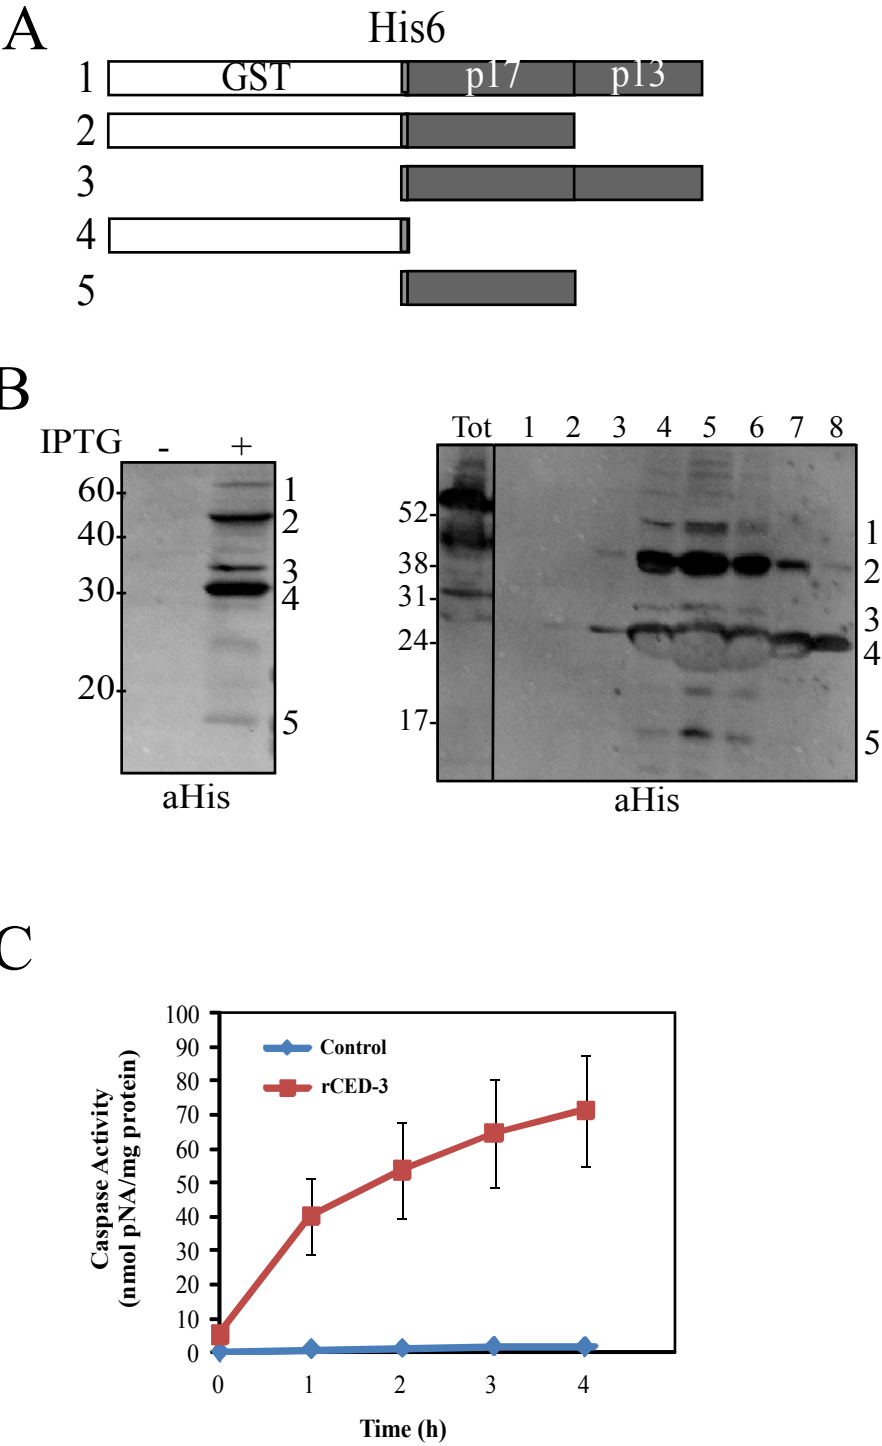 A
His6
1 GST p17 p13
2
3
4
5
B
IPTG - +
60-
40-
30-
20-
1
2
3
4
5
aHis
Tot 1 2 3 4 5 6 7 8
52-
38-
31-
24-
17-
1
2
3
4
5
aHis
C
Caspase Activity
(nmol pNA/mg protein)
100
90
80
70
60
50
40
30
20
10
0
Control
rCED-3
0 1 2 3 4
Time (h)